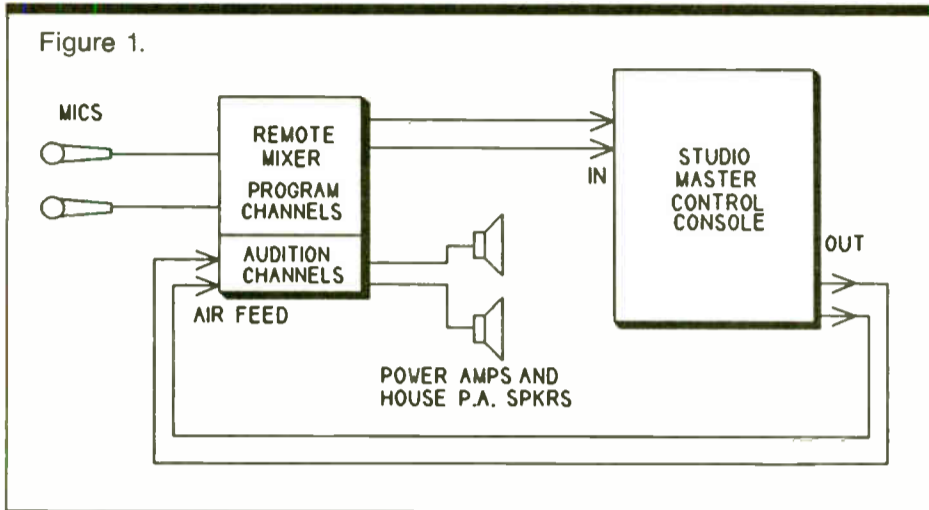 Figure 1.
MICS
REMOTE
MIXER
PROGRAM
CHANNELS
AUDITION
CHANNELS
AIR FEED
IN
STUDIO
MASTER
CONTROL
CONSOLE
OUT
POWER AMPS AND
HOUSE P.A. SPKRS